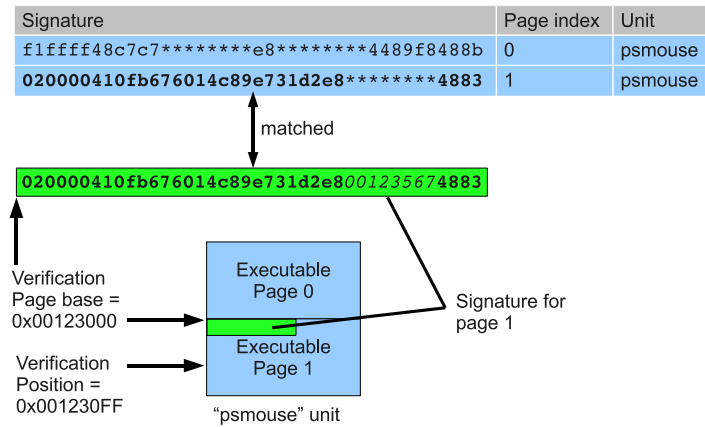 Signature Page index Unit
f1ffff48c7c7********e8********4489f8488b 0 psmouse
020000410fb676014c89e731d2e8********4883 1 psmouse
matched
020000410fb676014c89e731d2e8001235674883
Verification
Page base =
0x00123000
Executable
Page 0
Signature for
page 1
Verification
Position =
0x001230FF
Executable
Page 1
“psmouse” unit